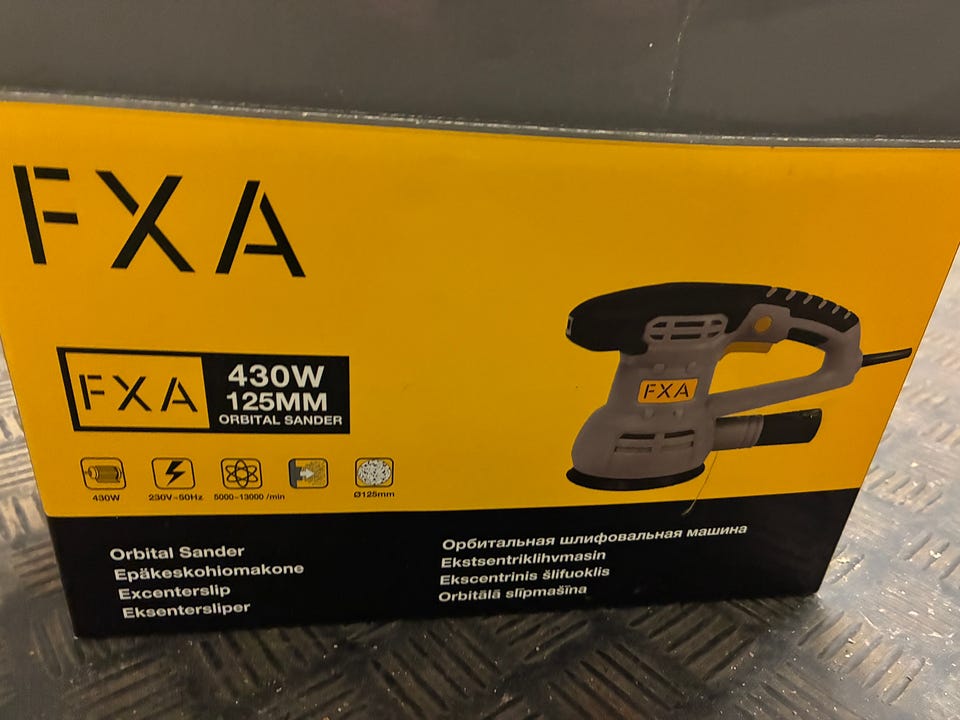 FXA
FXA
430W
125MM
ORBITAL SANDER
FXA
430W
230V~50Hz
5000-13000 /min
Ø125mm
Orbital Sander
Epäkeskohiomakone
Excenterslip
Eksentersliper
Орбитальная шлифовальная машина
Ekstsentriklihvmasin
Ekscentrinis šlifuoklis
Orbitālā slīpmašīna